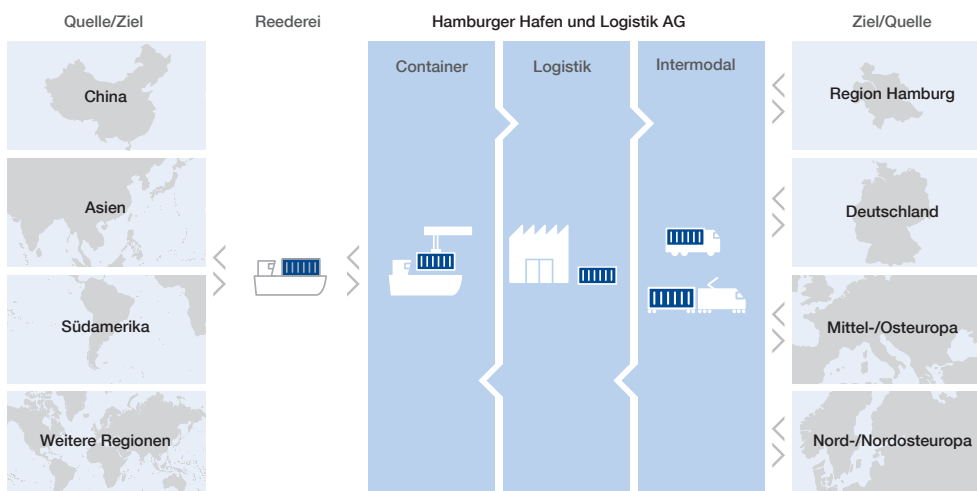 Quelle/Ziel
Reederei
Hamburger Hafen und Logistik AG
Ziel/Quelle
Container
Logistik
Intermodal
China
Asien
Südamerika
Weitere Regionen
Region Hamburg
Deutschland
Mittel-/Osteuropa
Nord-/Nordosteuropa